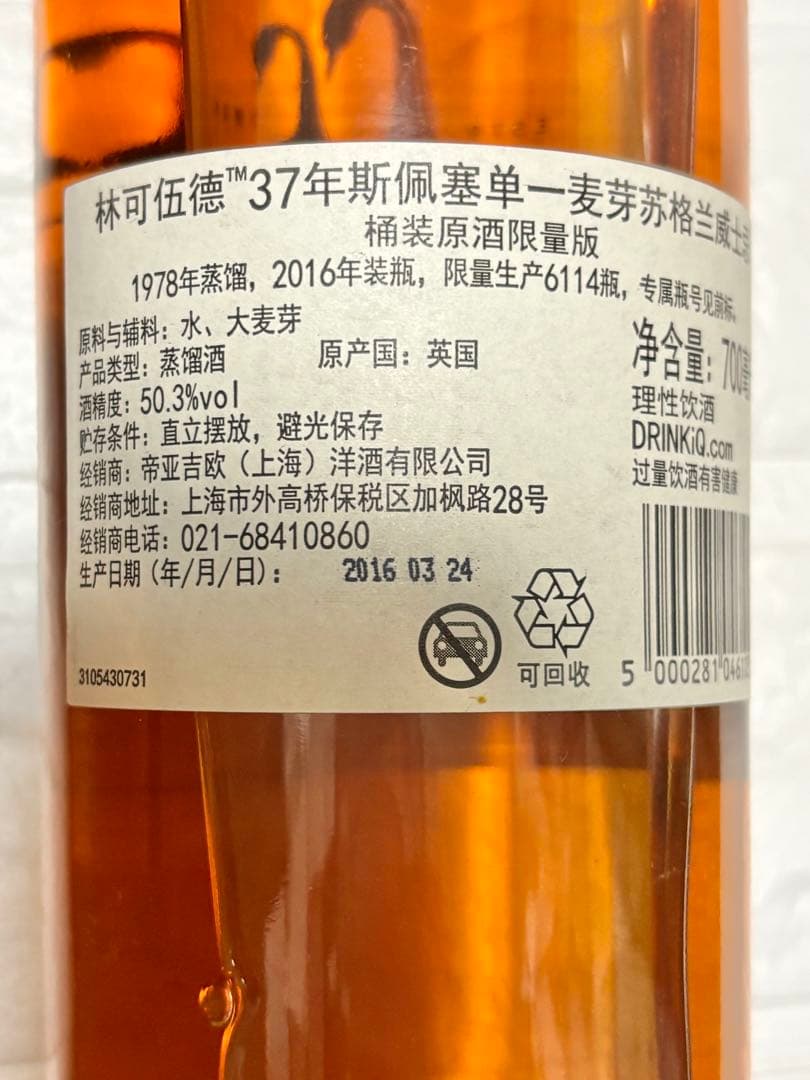 林可伍德™37年斯佩塞单一麦芽苏格兰威士忌
桶装原酒限量版
1978年蒸馏，2016年装瓶，限量生产6114瓶，专属瓶号见前标。
原料与辅料：水、大麦芽
产品类型：蒸馏酒 原产国：英国
酒精度：50.3%vol
贮存条件：直立摆放，避光保存
经销商：帝亚吉欧（上海）洋酒有限公司
经销商地址：上海市外高桥保税区加枫路28号
经销商电话：021-68410860
生产日期（年/月/日）： 2016 03 24
净含量：700毫
理性饮酒
DRINKiQ.com
过量饮酒有害健康
可回收
3105430731
5 000281 046